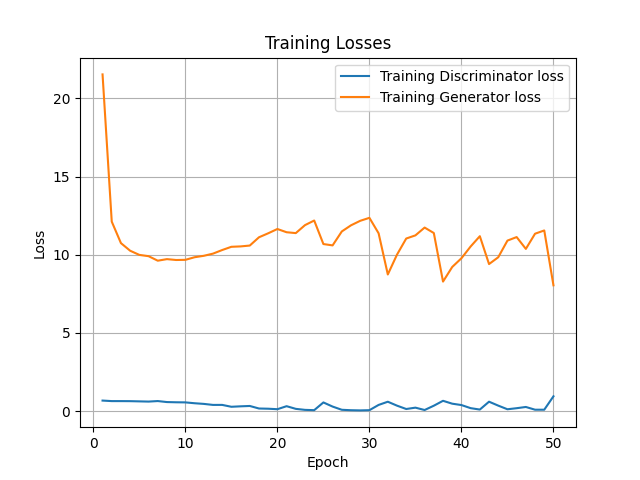 Training Losses
Training Discriminator loss
Training Generator loss
20
15
10
5
0
Loss
0 10 20 30 40 50
Epoch